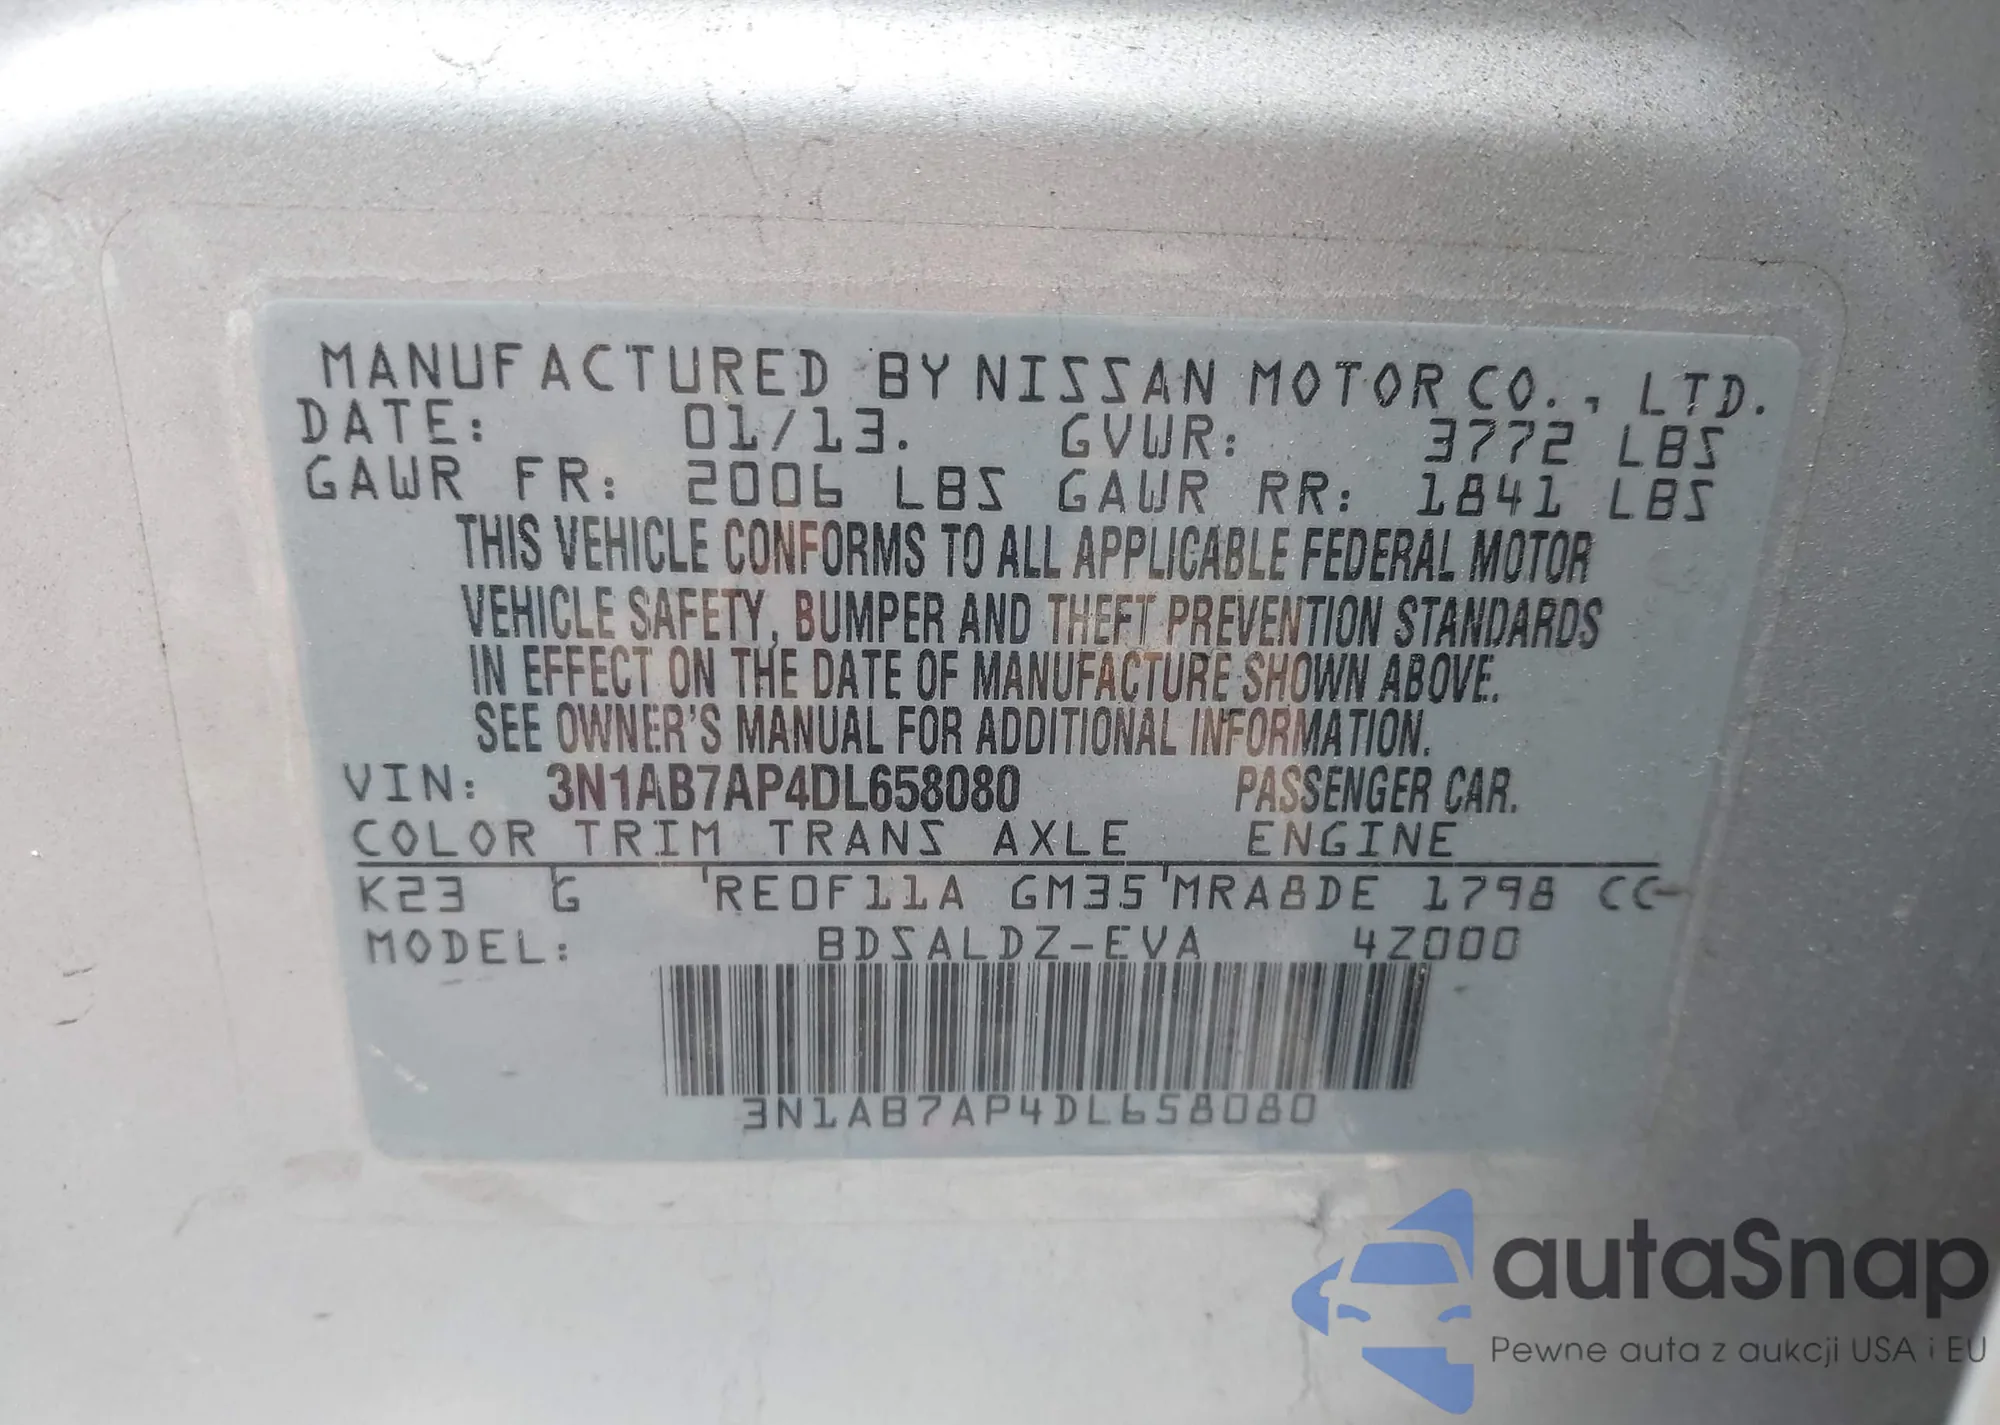 MANUFACTURED BY NISSAN MOTOR CO., LTD.
DATE: 01/13. GVWR: 3772 LBS
GAWR FR: 2006 LBS GAWR RR: 1841 LBS
THIS VEHICLE CONFORMS TO ALL APPLICABLE FEDERAL MOTOR
VEHICLE SAFETY, BUMPER AND THEFT PREVENTION STANDARDS
IN EFFECT ON THE DATE OF MANUFACTURE SHOWN ABOVE.
SEE OWNER'S MANUAL FOR ADDITIONAL INFORMATION.
VIN: 3N1AB7AP4DL658080 PASSENGER CAR.
COLOR TRIM TRANS AXLE ENGINE
K23 G RE0F11A GM35 MRA8DE 1798 CC
MODEL: BDSALDZ-EVA 4Z000
3N1AB7AP4DL658080
autaSnap
Pewne auta z aukcji USA i EU